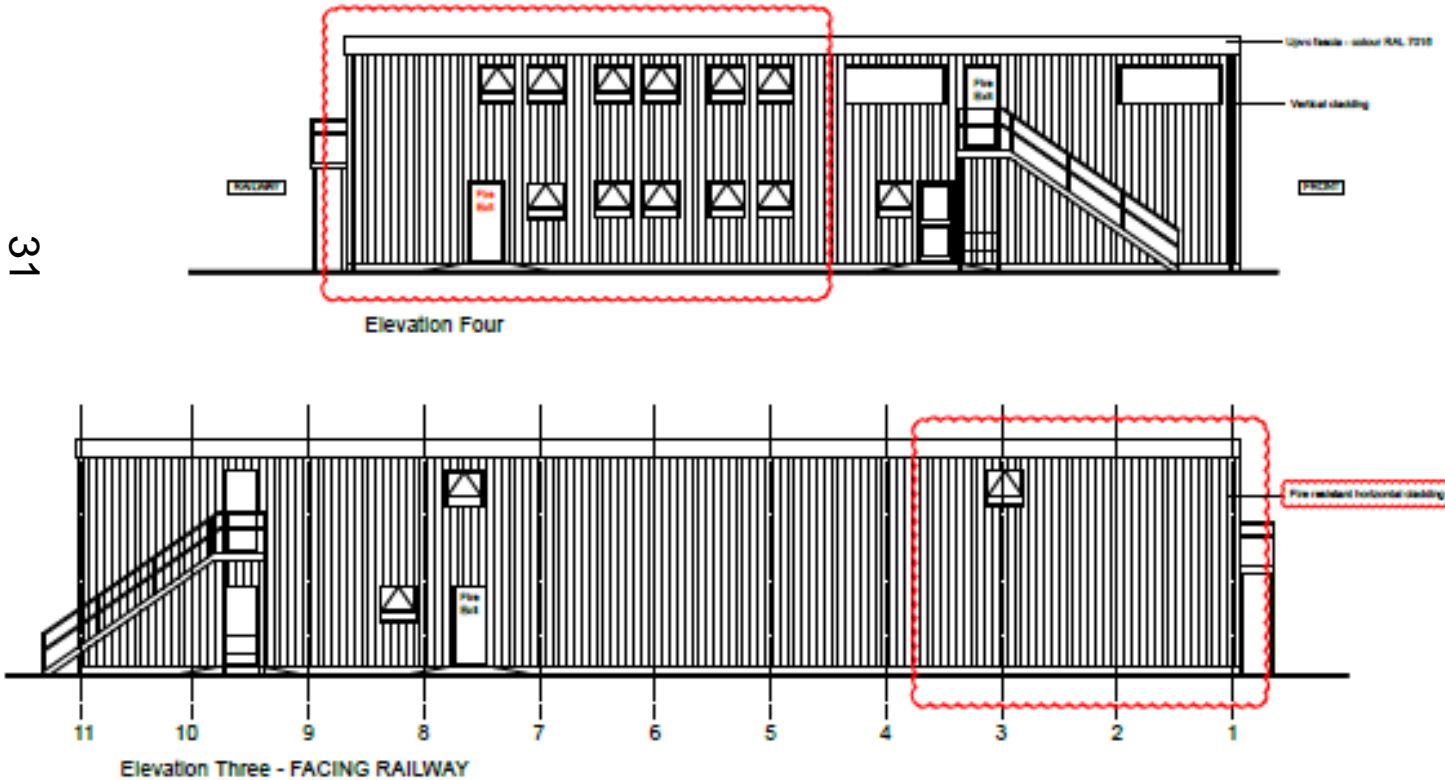 Upvc fascia - colour RAL 7016
Fire
Exit
Vertical cladding
RAILWAY
Fire
Exit
FRONT
31
Elevation Four
Fire resistant horizontal cladding
Fire
Exit
11 10 9 8 7 6 5 4 3 2 1
Elevation Three - FACING RAILWAY